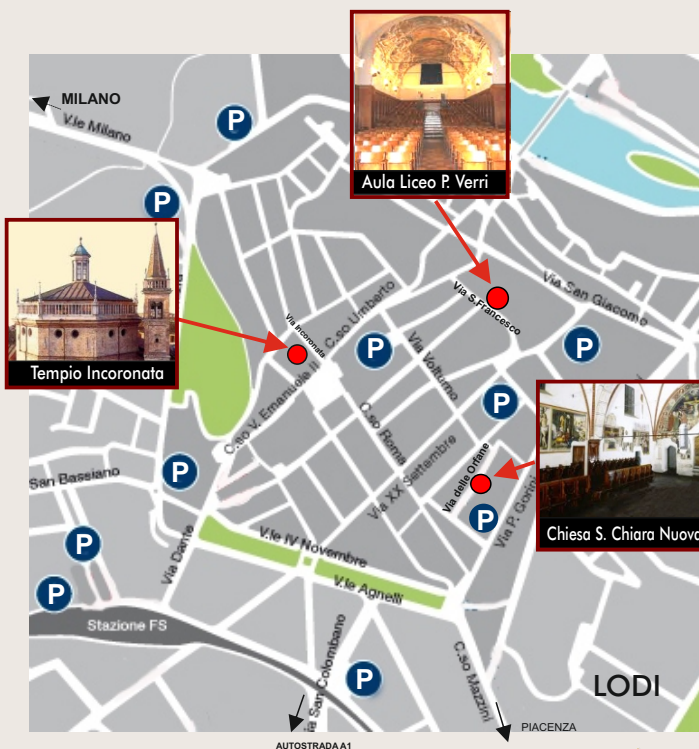 MILANO
V.le Milano
P
P
Aula Liceo P. Verri
Via San Giacomo
Via S.Francesco
Tempio Incoronata
Via Incoronata
C.so Umberto
P
Via Volturno
P
C.so V. Emanuele II
C.so Roma
P
Via XX Settembre
Via delle Orfane
Via P. Gorini
Chiesa S. Chiara Nuova
San Bassiano
P
P
P
P
Via Dante
V.le IV Novembre
V.le Agnelli
Stazione FS
P
San Colombano
C.so Mazzini
LODI
PIACENZA
AUTOSTRADA A1